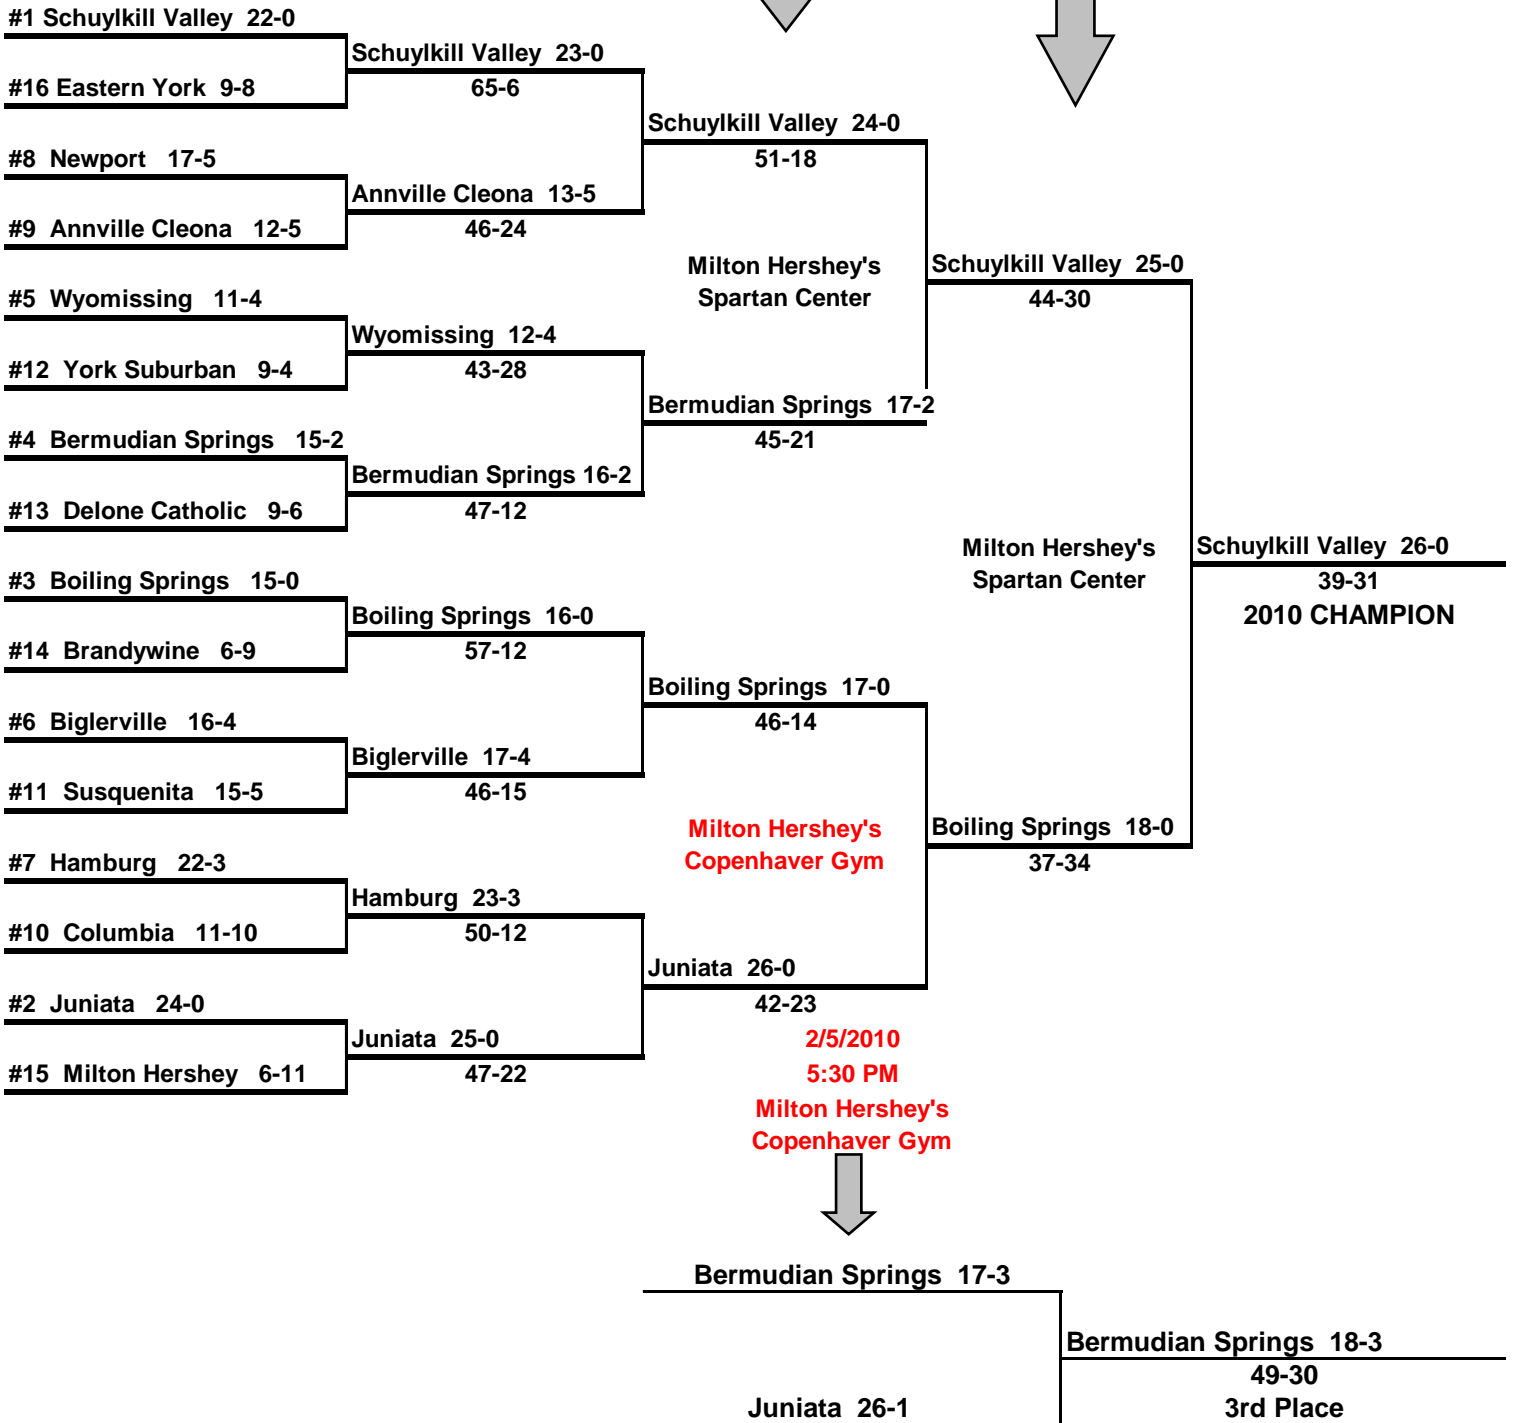 #1 Schuylkill Valley 22-0
#16 Eastern York 9-8
#8 Newport 17-5
#9 Annville Cleona 12-5
#5 Wyomissing 11-4
#12 York Suburban 9-4
#4 Bermudian Springs 15-2
#13 Delone Catholic 9-6
#3 Boiling Springs 15-0
#14 Brandywine 6-9
#6 Biglerville 16-4
#11 Susquenita 15-5
#7 Hamburg 22-3
#10 Columbia 11-10
#2 Juniata 24-0
#15 Milton Hershey 6-11
Schuylkill Valley 23-0
65-6
Annville Cleona 13-5
46-24
Wyomissing 12-4
43-28
Bermudian Springs 16-2
47-12
Boiling Springs 16-0
57-12
Biglerville 17-4
46-15
Hamburg 23-3
50-12
Juniata 25-0
47-22
Schuylkill Valley 24-0
51-18
Milton Hershey's
Spartan Center
Bermudian Springs 17-2
45-21
Boiling Springs 17-0
46-14
Milton Hershey's
Copenhaver Gym
Juniata 26-0
42-23
2/5/2010
5:30 PM
Milton Hershey's
Copenhaver Gym
Schuylkill Valley 25-0
44-30
Milton Hershey's
Spartan Center
Boiling Springs 18-0
37-34
Schuylkill Valley 26-0
39-31
2010 CHAMPION
Bermudian Springs 17-3
Juniata 26-1
Bermudian Springs 18-3
49-30
3rd Place